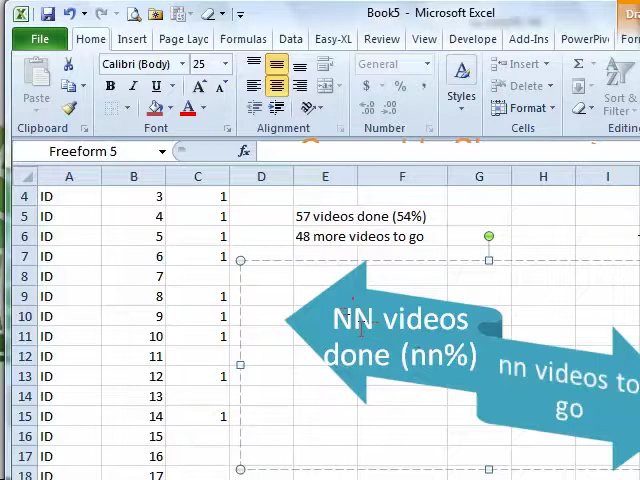 Book5 - Microsoft Excel
File Home Insert Page Layc Formulas Data Easy-XL Review View Develope Add-Ins PowerPiv
Calibri (Body) 25 General Insert Σ
Paste B I U Delete
A $ % , Styles Format Sort &
Filter
Clipboard Font Alignment Number Cells
Freeform 5 fx
A B C D E F G H I
4 ID 3 1
5 ID 4 1 57 videos done (54%)
6 ID 5 1 48 more videos to go
7 ID 6 1
8 ID 7
9 ID 8 1
10 ID 9 1
11 ID 10 1
12 ID 11
13 ID 12 1
14 ID 13
15 ID 14 1
16 ID 15
17 ID 16
18 ID 17
NN videos
done (nn%)
nn videos to
go